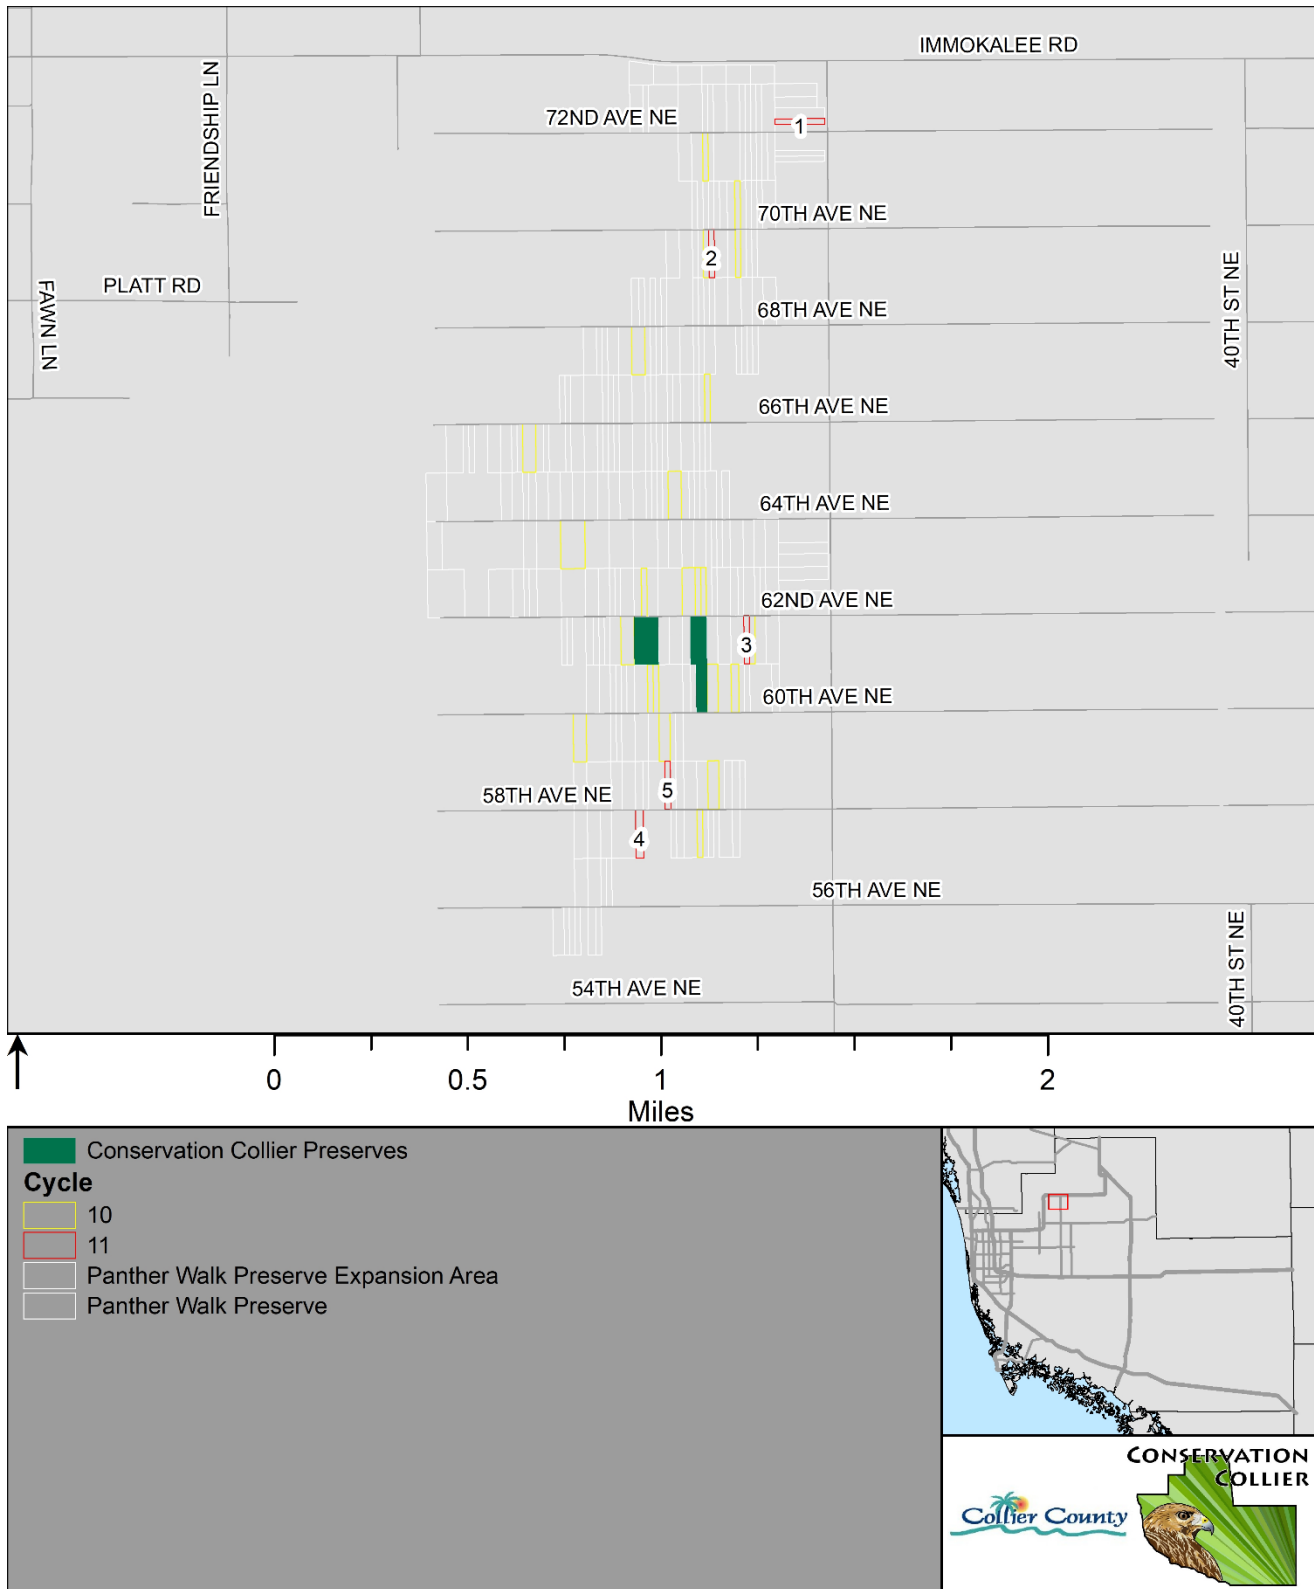 IMMOKALEE RD
FRIENDSHIP LN
72ND AVE NE
1
70TH AVE NE
2
40TH ST NE
FAWN LN
PLATT RD
68TH AVE NE
66TH AVE NE
64TH AVE NE
62ND AVE NE
3
60TH AVE NE
58TH AVE NE
5
4
56TH AVE NE
40TH ST NE
54TH AVE NE
0 0.5 1 2
Miles
Conservation Collier Preserves
Cycle
10
11
Panther Walk Preserve Expansion Area
Panther Walk Preserve
CONSERVATION
COLLIER
Collier County